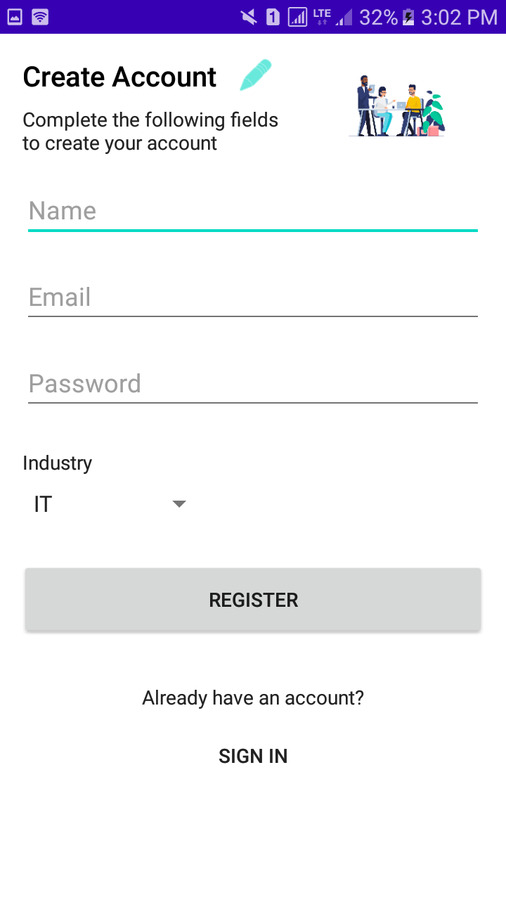 1 LTE 32% 3:02 PM
Create Account
Complete the following fields
to create your account
Name
Email
Password
Industry
IT
REGISTER
Already have an account?
SIGN IN